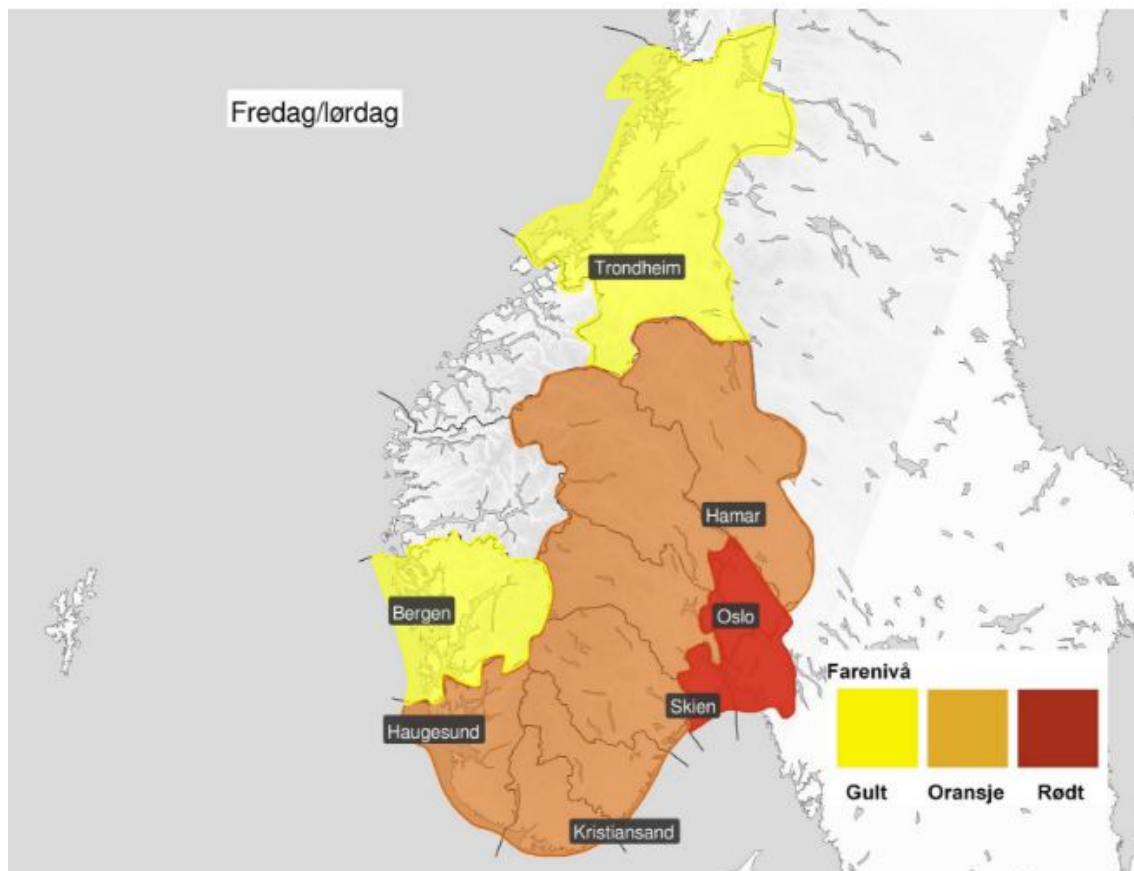 Fredag/lørdag
Trondheim
Hamar
Bergen
Oslo
Skien
Haugesund
Kristiansand
Farenivå
Gult Oransje Rødt